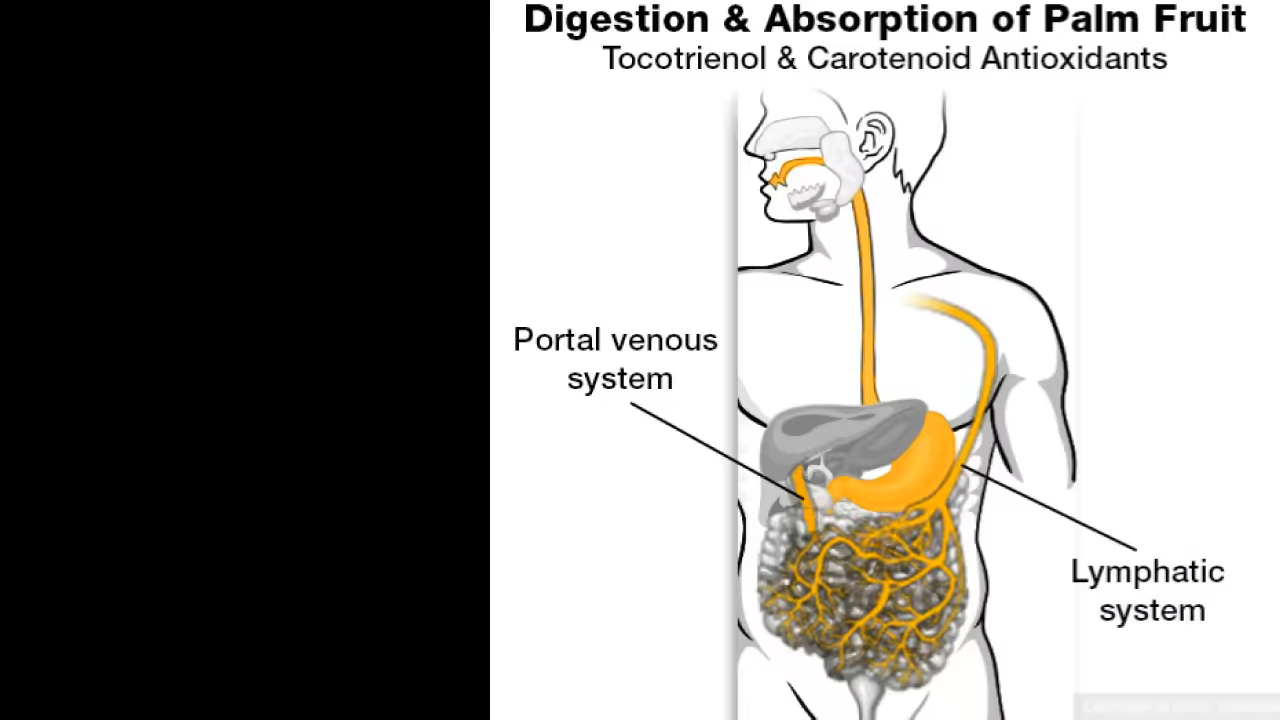 Digestion & Absorption of Palm Fruit
Tocotrienol & Carotenoid Antioxidants
Portal venous
system
Lymphatic
system